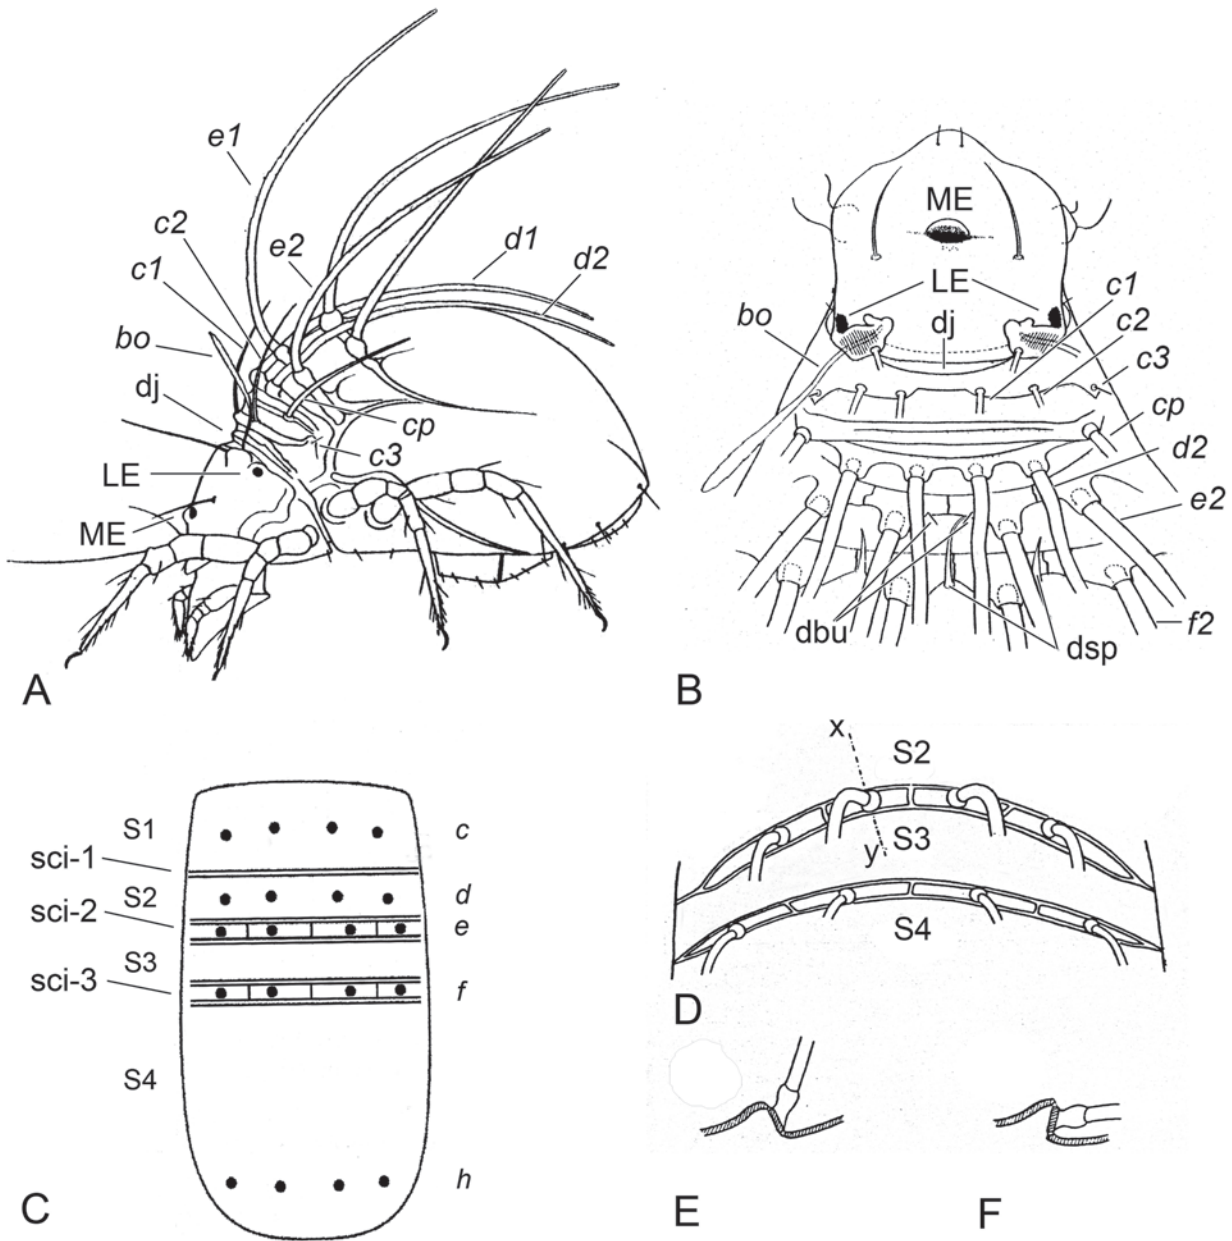 e1
c2
c1
bo
dj
LE
ME
e2
d1
d2
cp
c3
A
ME
LE
dj
bo
c1
c2
c3
cp
d2
e2
f2
dbu
dsp
B
S1
sci-1
S2
sci-2
S3
sci-3
S4
c
d
e
f
h
C
x
S2
S3
y
S4
D
E
F